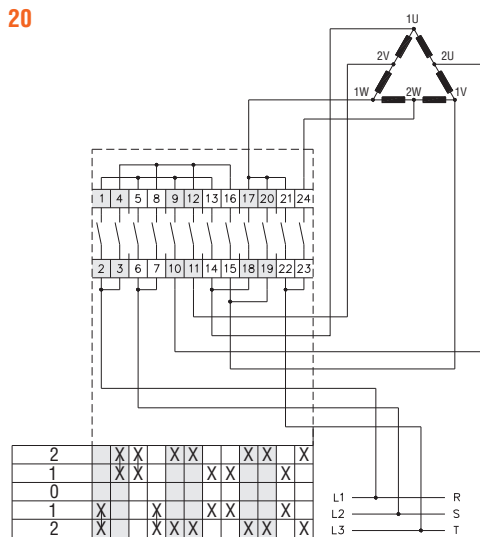 20
1U
2V 2U
1W 2W 1V
1 4 5 8 9 12 13 16 17 20 21 24
2 3 6 7 10 11 14 15 18 19 22 23
2 X X X X X X X
1 X X X X X
0
1 X X X X X
2 X X X X X X X
L1 R
L2 S
L3 T